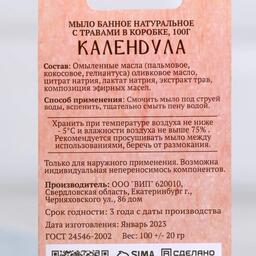 МЫЛО БАННОЕ НАТУРАЛЬНОЕ
С ТРАВАМИ В КОРОБКЕ, 100Г
КАЛЕНДУЛА
Состав: Омыленные масла (пальмовое,
кокосовое, гелиантуса) оливковое масло,
цитрат натрия, лактат натрия, экстракт трав,
композиция эфирных масел.
Способ применения: Смочить мыло под струей
воды, вспенить, тщательно смыть пену водой.
Хранить при температуре воздуха не ниже
- 5°С и влажности воздуха не выше 75% .
Рекомендуется просушивать мыло между
использованиями, беречь от размокания.
Только для наружного применения. Возможна
индивидуальная непереносимость компонентов.
Производитель: ООО "ВИП" 620010,
Свердловская область, Екатеринбург г.,
Черняховского ул., 86 дом
Срок годности: 3 года с даты производства
Дата изготовления: Январь 2023
ГОСТ 24546-2002 Вес: 100 +/- 20 гр
SIMA СДЕЛАНО